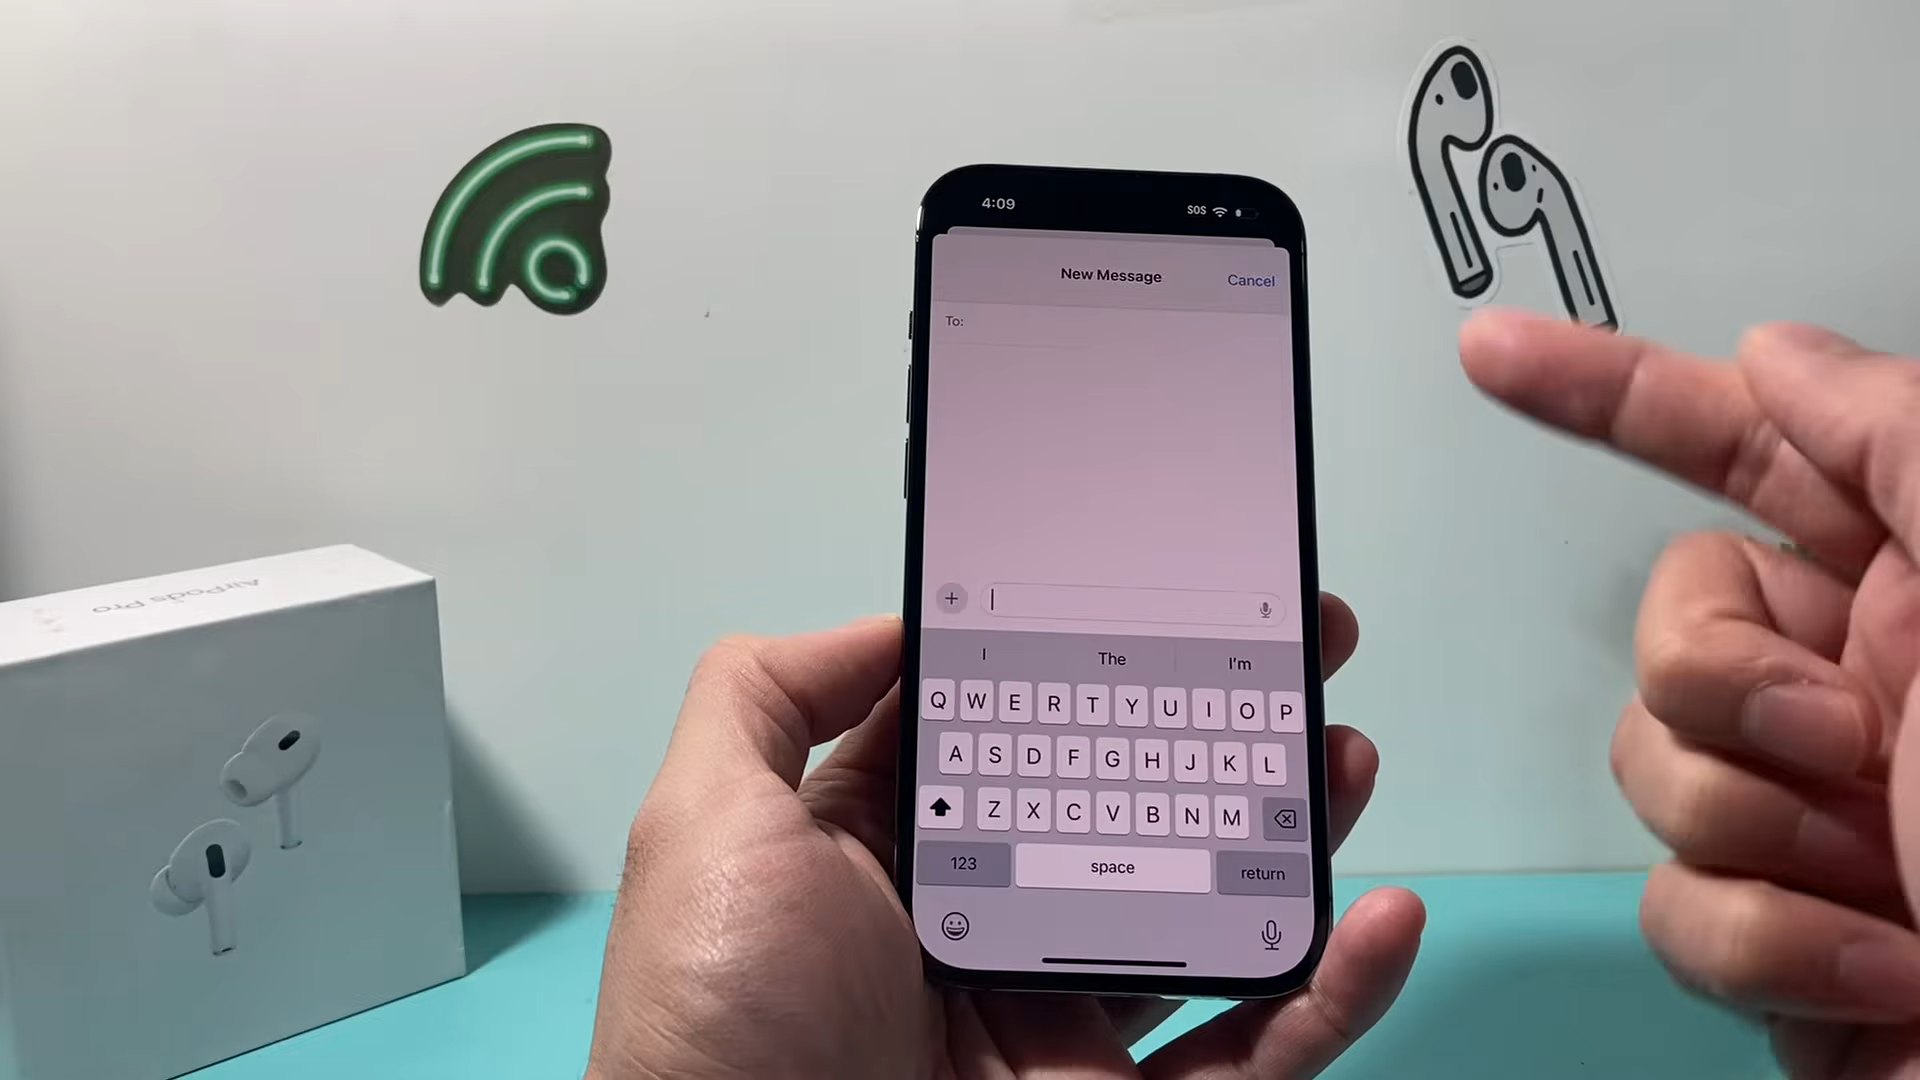 4:09
SOS
New Message
Cancel
To:
I
The
I'm
Q W E R T Y U I O P
A S D F G H J K L
Z X C V B N M
123
space
return
AirPods Pro